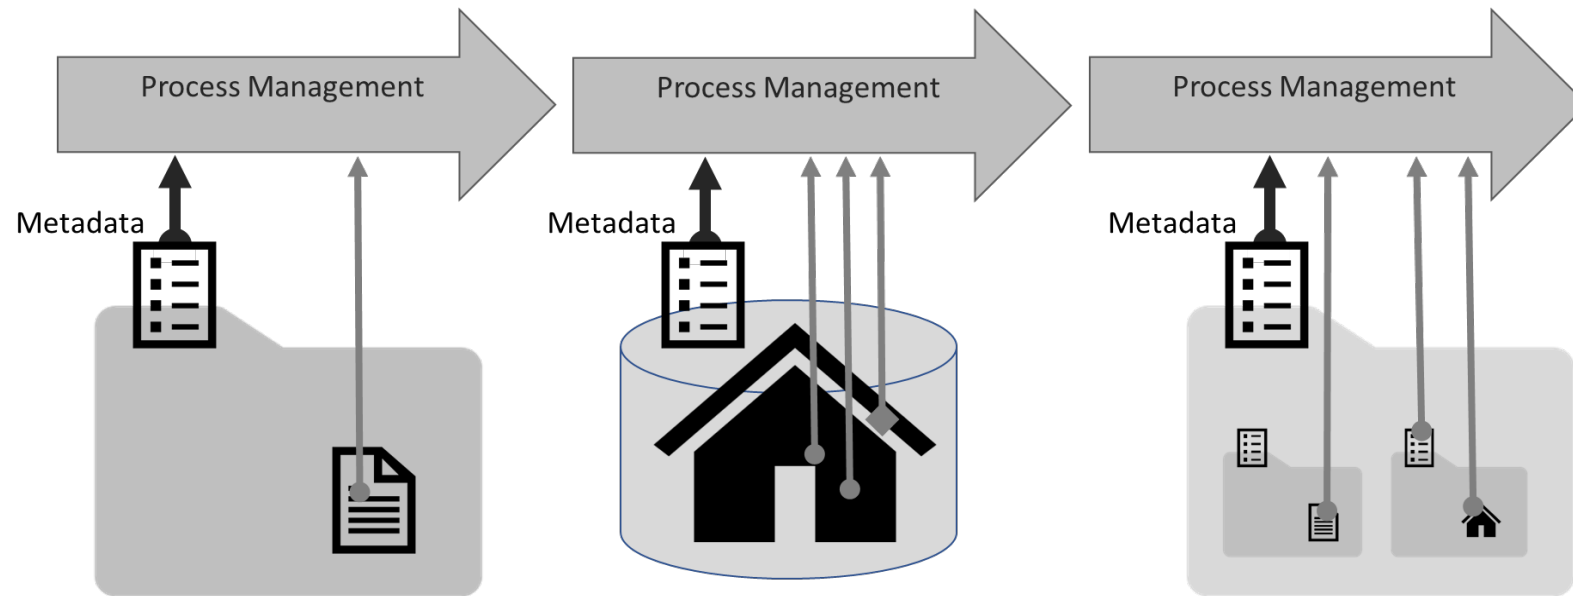 Process Management
Process Management
Process Management
Metadata
Metadata
Metadata